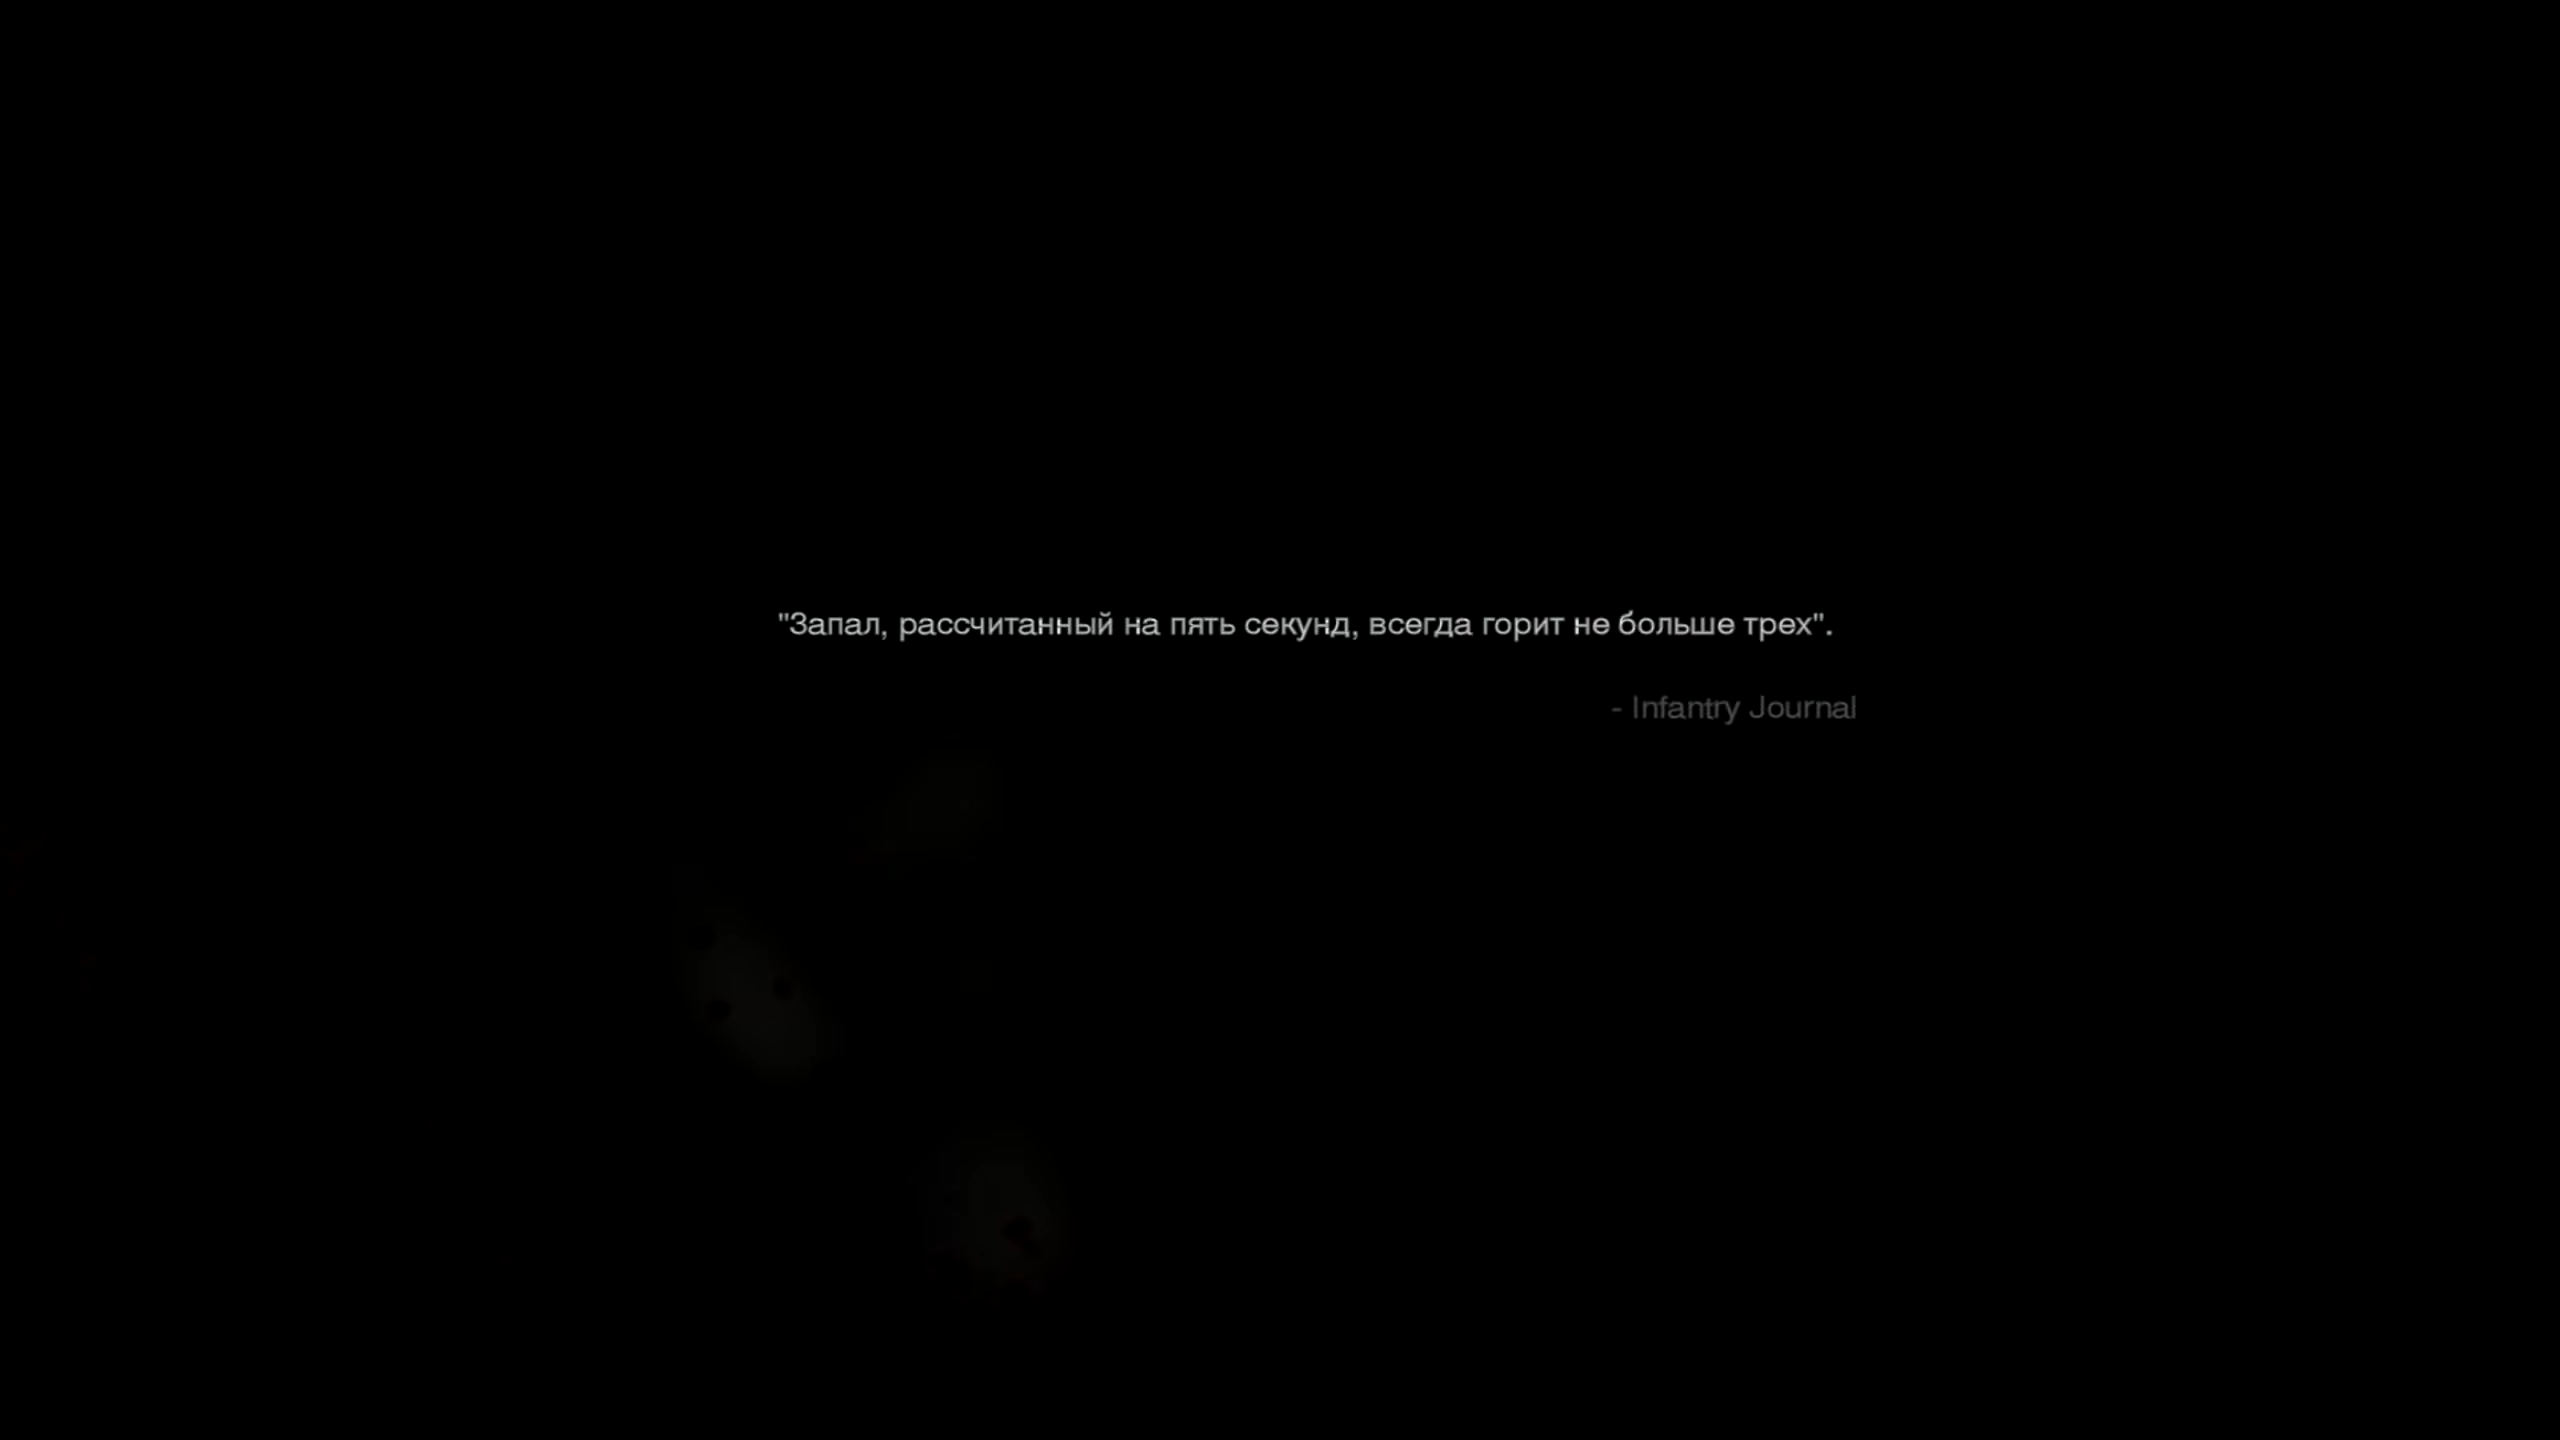 "Запал, рассчитанный на пять секунд, всегда горит не больше трех".
- Infantry Journal